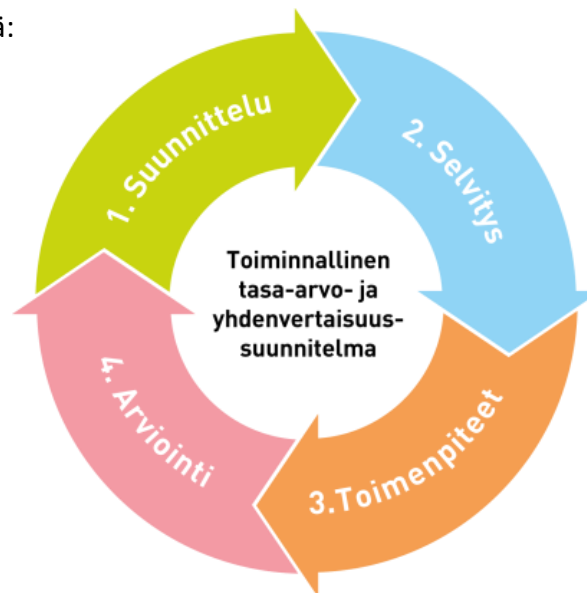 ä:
1. Suunnittelu
2. Selvitys
Toiminnallinen
tasa-arvo- ja
yhdenvertaisuus-
suunnitelma
3.Toimenpiteet
4. Arviointi